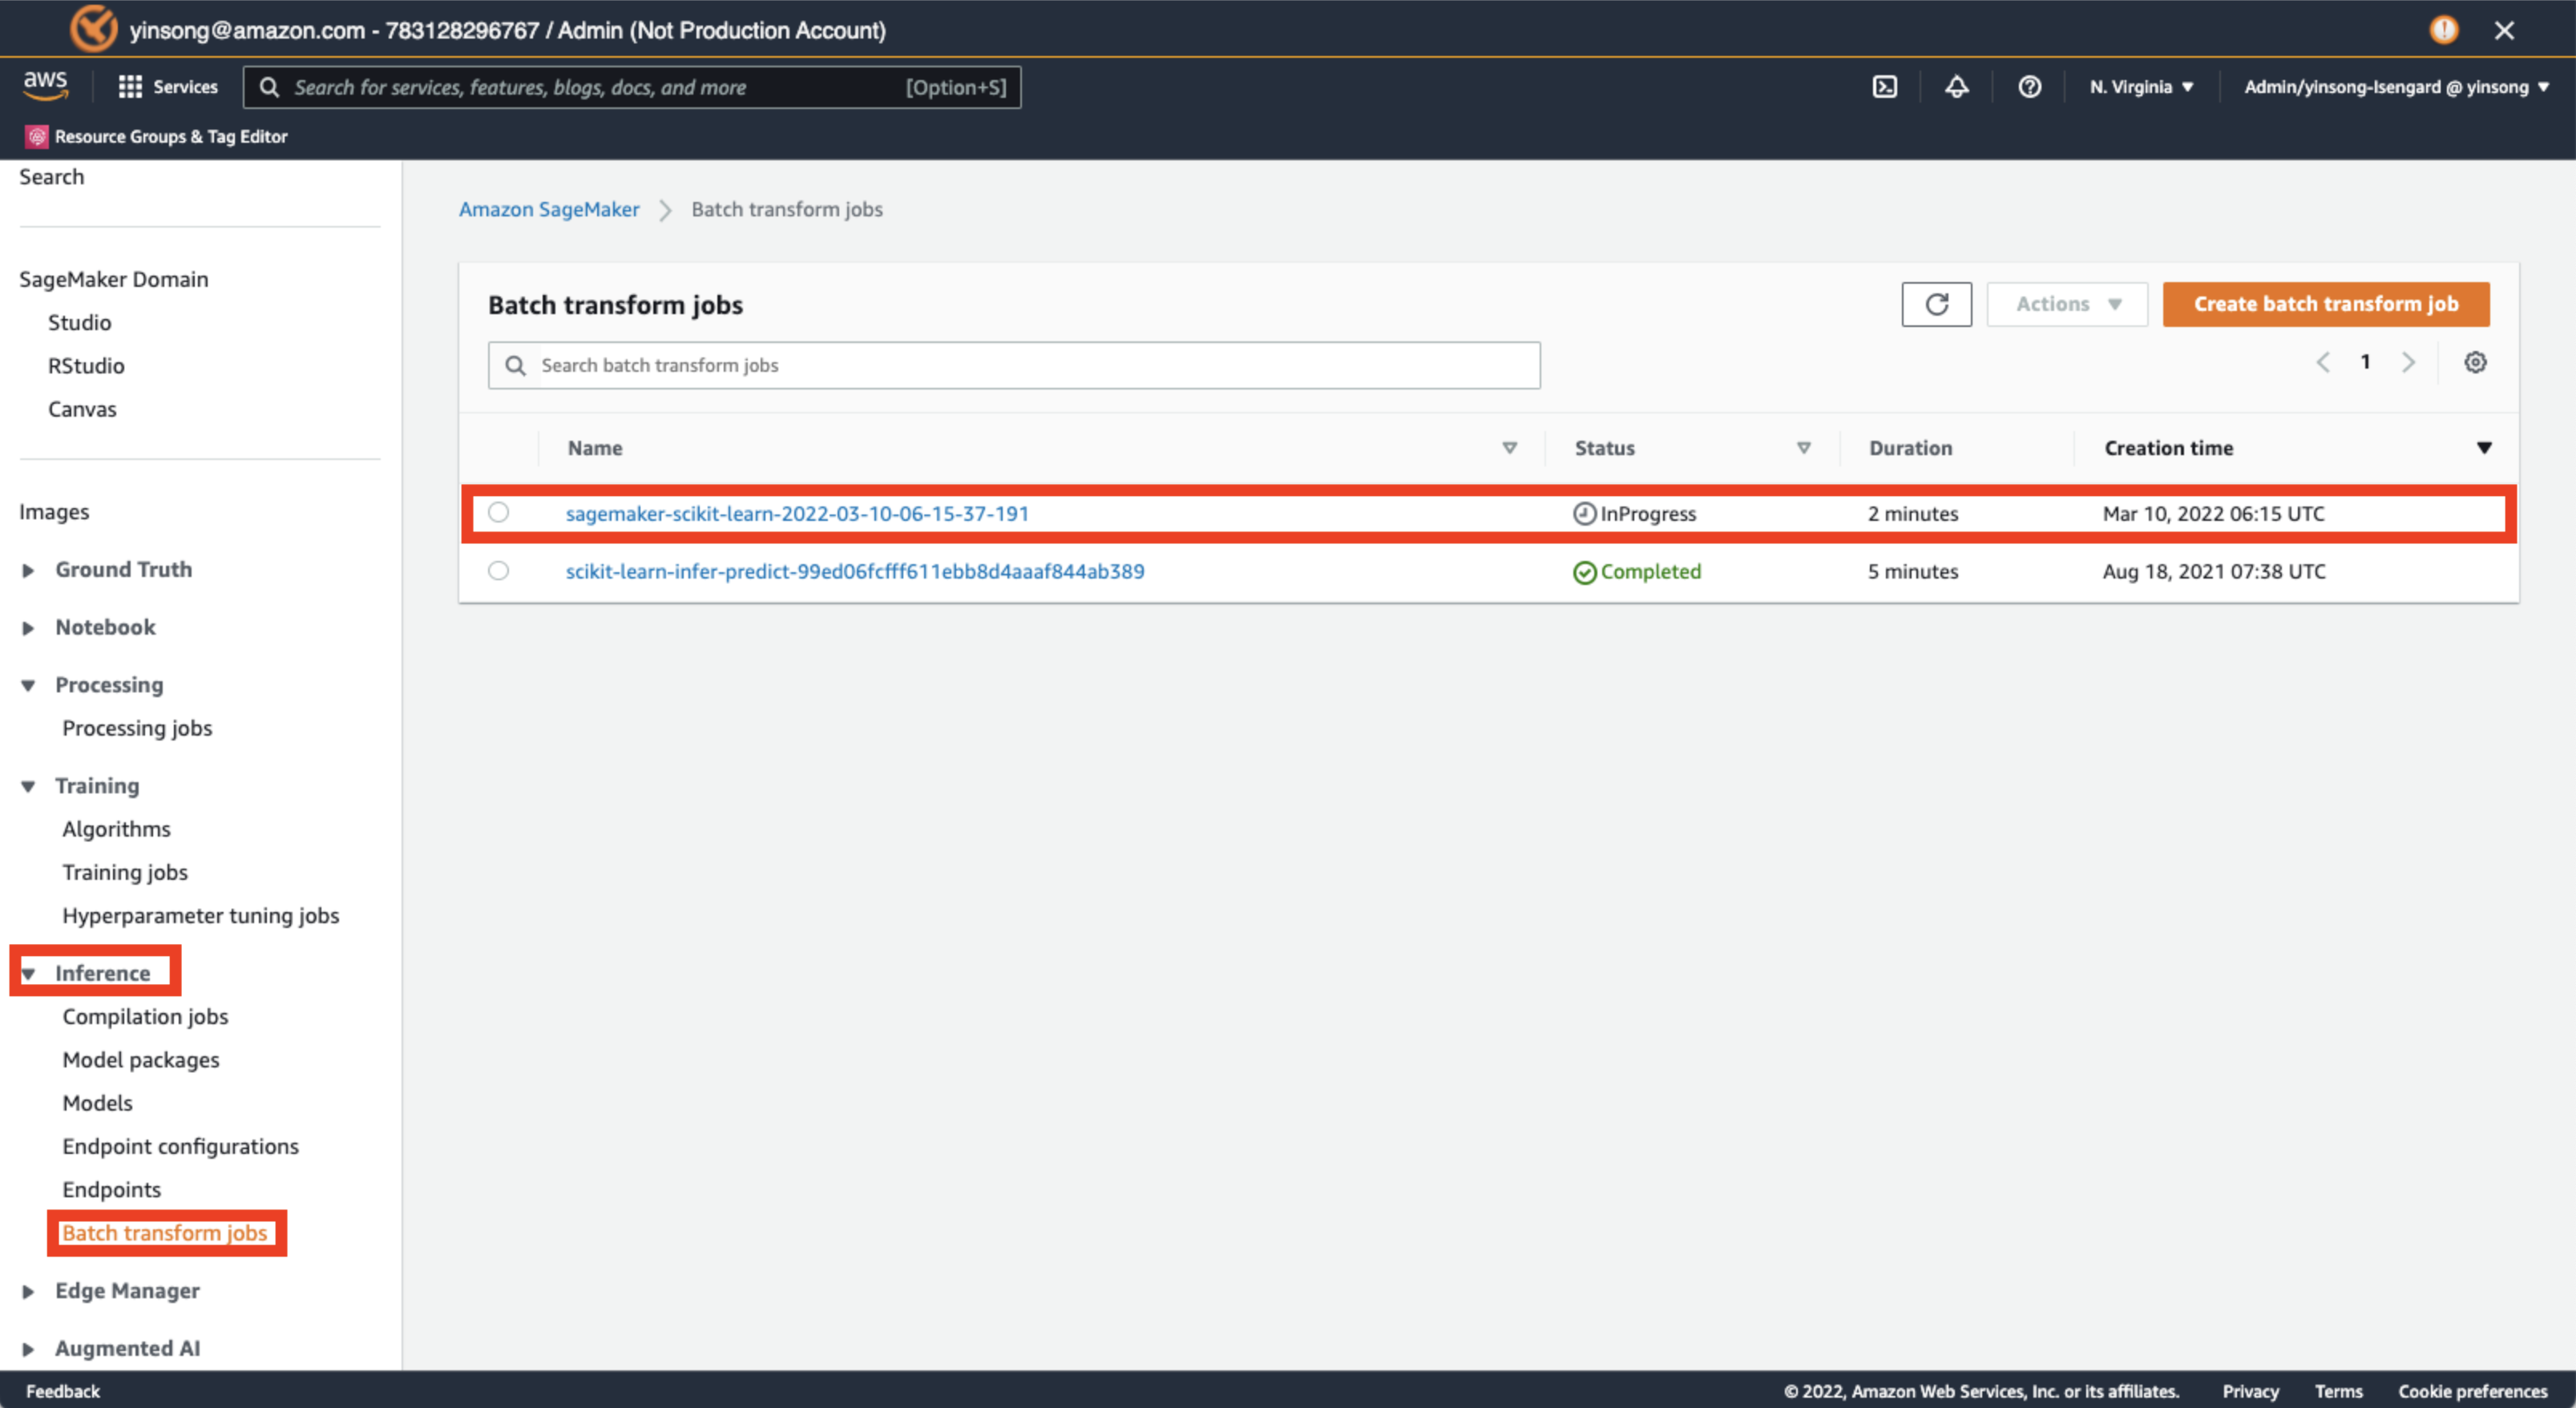 yinsong@amazon.com - 783128296767 / Admin (Not Production Account)
aws
Services
Search for services, features, blogs, docs, and more [Option+S]
N. Virginia
Admin/yinsong-Isengard @ yinsong
Resource Groups & Tag Editor
Search
SageMaker Domain
Studio
RStudio
Canvas
Images
Ground Truth
Notebook
Processing
Processing jobs
Training
Algorithms
Training jobs
Hyperparameter tuning jobs
Inference
Compilation jobs
Model packages
Models
Endpoint configurations
Endpoints
Batch transform jobs
Edge Manager
Augmented AI
Amazon SageMaker Batch transform jobs
Batch transform jobs
Actions
Create batch transform job
Search batch transform jobs
1
Name Status Duration Creation time
sagemaker-scikit-learn-2022-03-10-06-15-37-191 InProgress 2 minutes Mar 10, 2022 06:15 UTC
scikit-learn-infer-predict-99ed06fcfff611ebb8d4aaaf844ab389 Completed 5 minutes Aug 18, 2021 07:38 UTC
Feedback
© 2022, Amazon Web Services, Inc. or its affiliates. Privacy Terms Cookie preferences